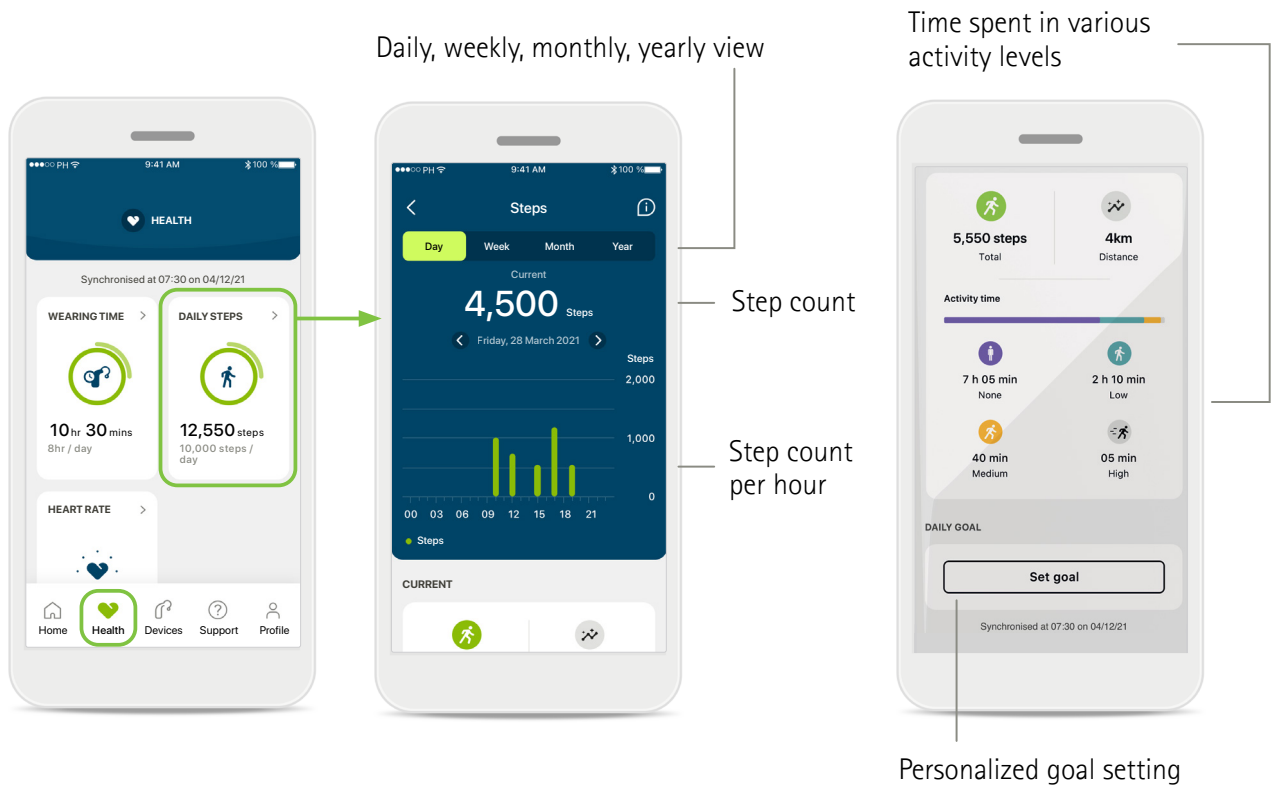 Daily, weekly, monthly, yearly view
Time spent in various
activity levels
PH 9:41 AM 100 %
HEALTH
Synchronised at 07:30 on 04/12/21
WEARING TIME >
10 hr 30 mins
8hr / day
DAILY STEPS >
12,550 steps
10,000 steps /
day
HEART RATE >
Home Health Devices Support Profile
PH 9:41 AM 100 %
< Steps i
Day Week Month Year
Current
4,500 Steps
< Friday, 28 March 2021 >
Steps
2,000
1,000
0
00 03 06 09 12 15 18 21
Steps
CURRENT
Step count
Step count
per hour
5,550 steps 4km
Total Distance
Activity time
7 h 05 min 2 h 10 min
None Low
40 min 05 min
Medium High
DAILY GOAL
Set goal
Synchronised at 07:30 on 04/12/21
Personalized goal setting